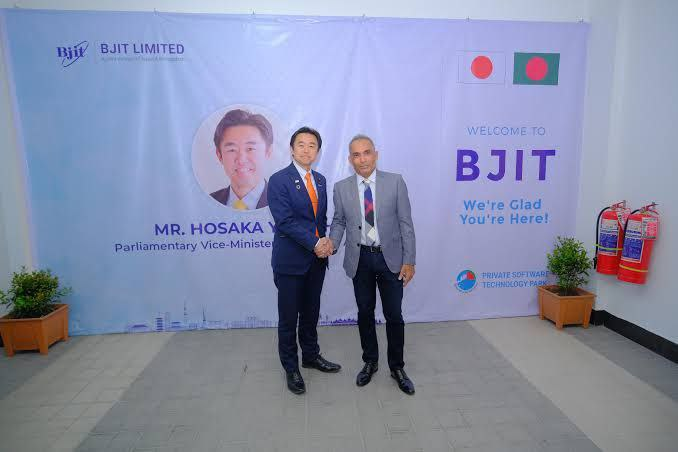 Bjit
BJIT LIMITED
MR. HOSAKA Y
Parliamentary Vice-Minister
WELCOME TO
BJIT
We're Glad
You're Here!
PRIVATE SOFTWARE
TECHNOLOGY PARK